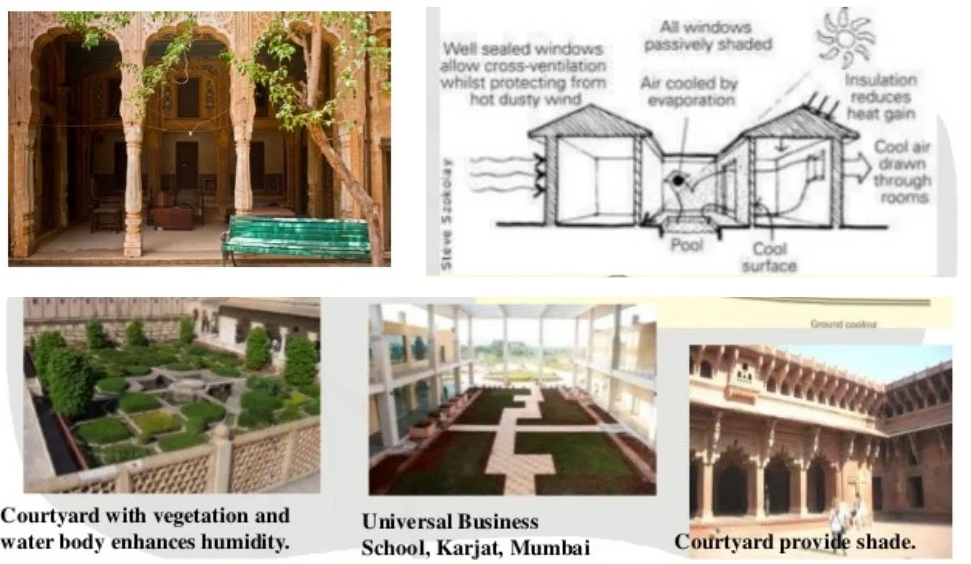 Well sealed windows
allow cross-ventilation
whilst protecting from
hot dusty wind
All windows
passively shaded
Air cooled by
evaporation
Insulation
reduces
heat gain
Cool air
drawn
through
rooms
Pool
Cool
surface
Steve Szokolay
Ground cooling
Courtyard with vegetation and
water body enhances humidity.
Universal Business
School, Karjat, Mumbai
Courtyard provide shade.